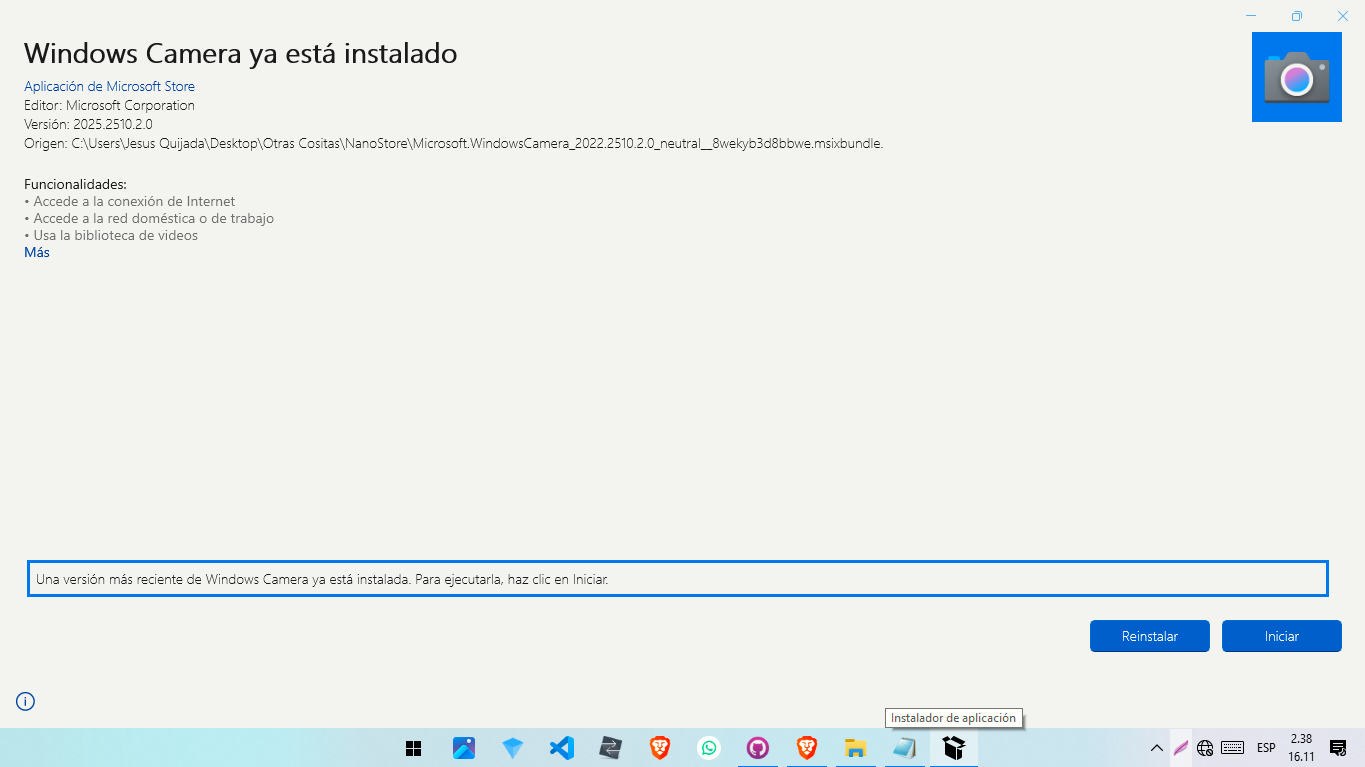 Windows Camera ya está instalado
Aplicación de Microsoft Store
Editor: Microsoft Corporation
Versión: 2025.2510.2.0
Origen: C:\Users\Jesus Quijada\Desktop\Otras Cositas\NanoStore\Microsoft.WindowsCamera_2022.2510.2.0_neutral__8wekyb3d8bbwe.msixbundle.
Funcionalidades:
• Accede a la conexión de Internet
• Accede a la red doméstica o de trabajo
• Usa la biblioteca de videos
Más
Una versión más reciente de Windows Camera ya está instalada. Para ejecutarla, haz clic en Iniciar.
Reinstalar
Iniciar
Instalador de aplicación
ESP
2.38
16.11